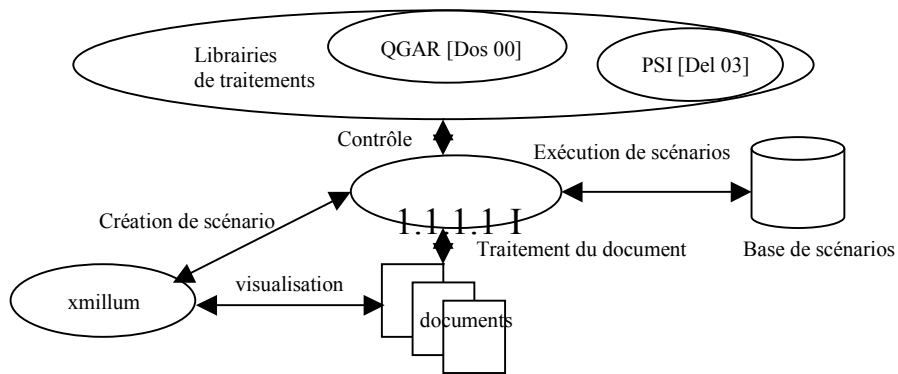 QGAR [Dos 00]
Librairies
de traitements
PSI [Del 03]
Contrôle
Exécution de scénarios
1.1.1.1 I
Création de scénario
Traitement du document
Base de scénarios
visualisation
xmillum
documents